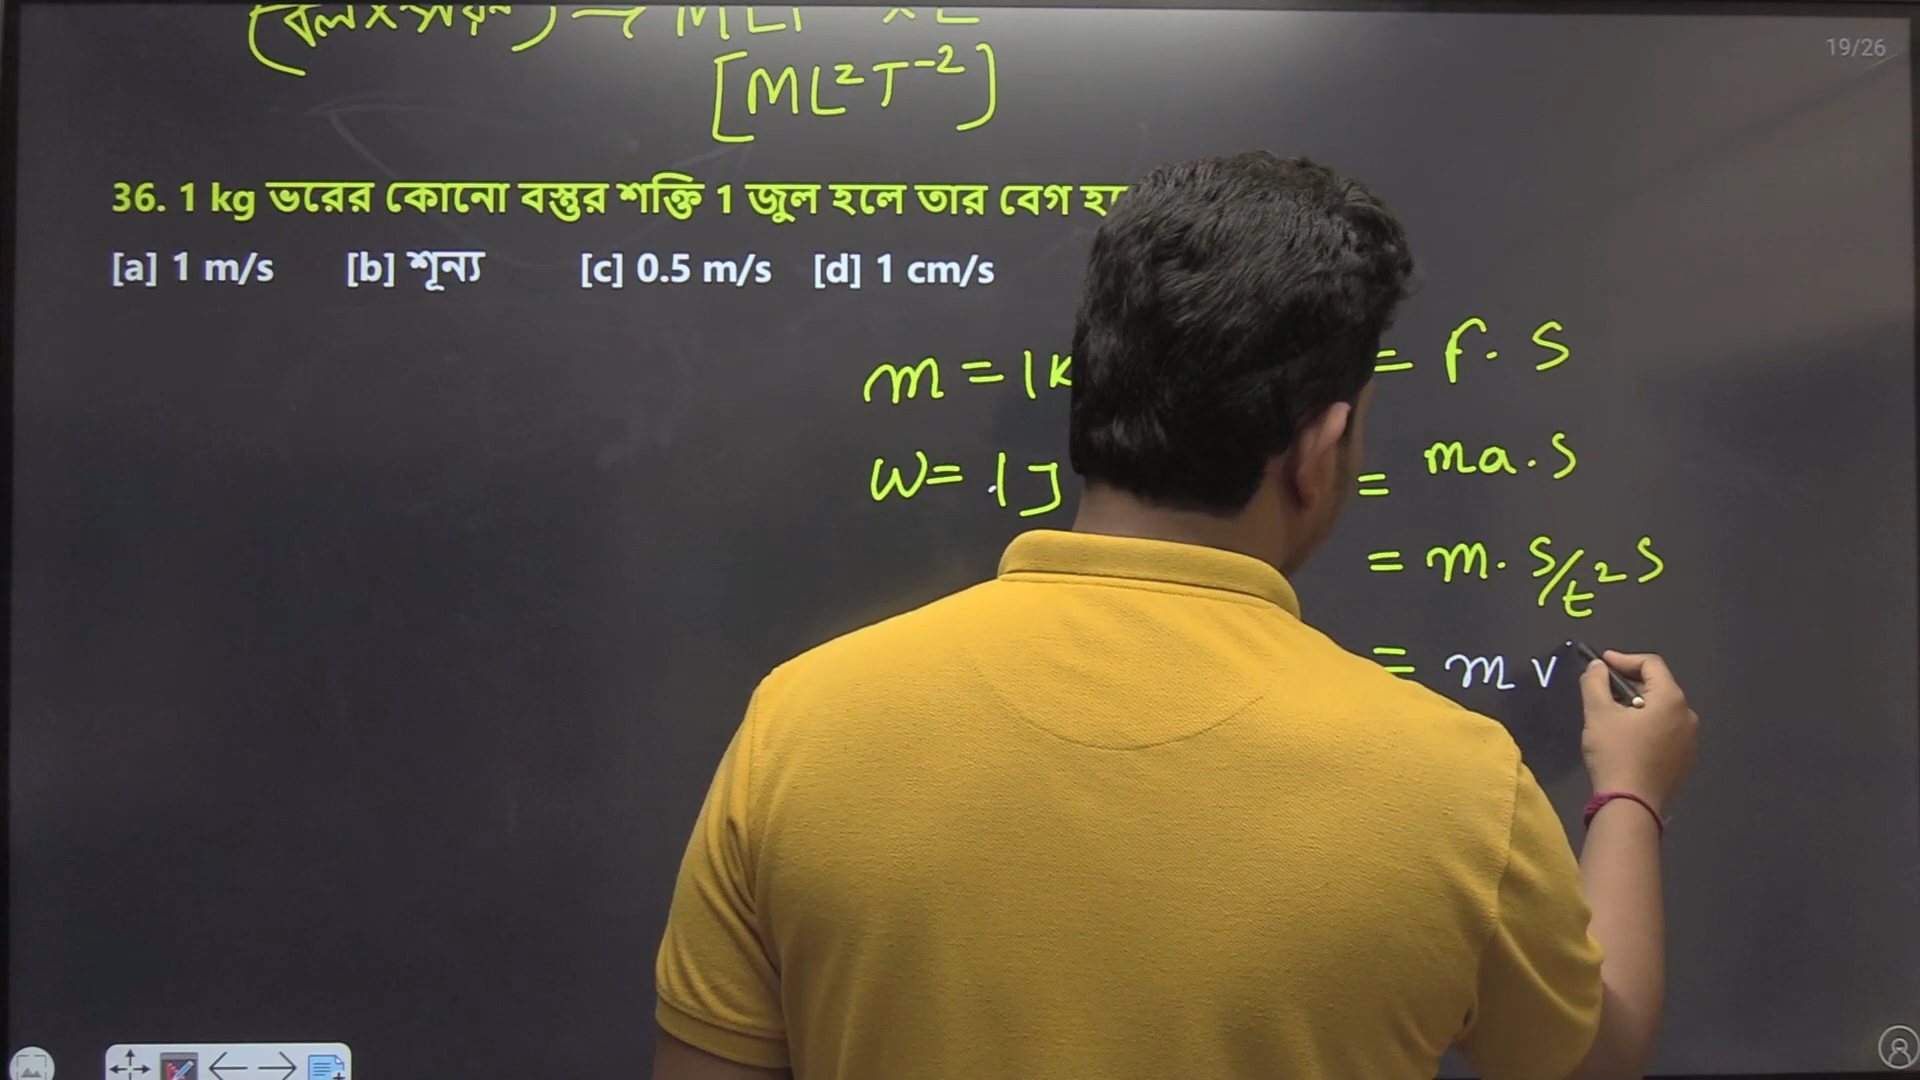 19/26
[ML²T⁻²]
36. 1 kg ভরের কোনো বস্তুর শক্তি 1 জুল হলে তার বেগ
[a] 1 m/s [b] শূন্য [c] 0.5 m/s [d] 1 cm/s
m = 1 = F. S
W = 1 J = ma. S
= m. S/t² S
= m v